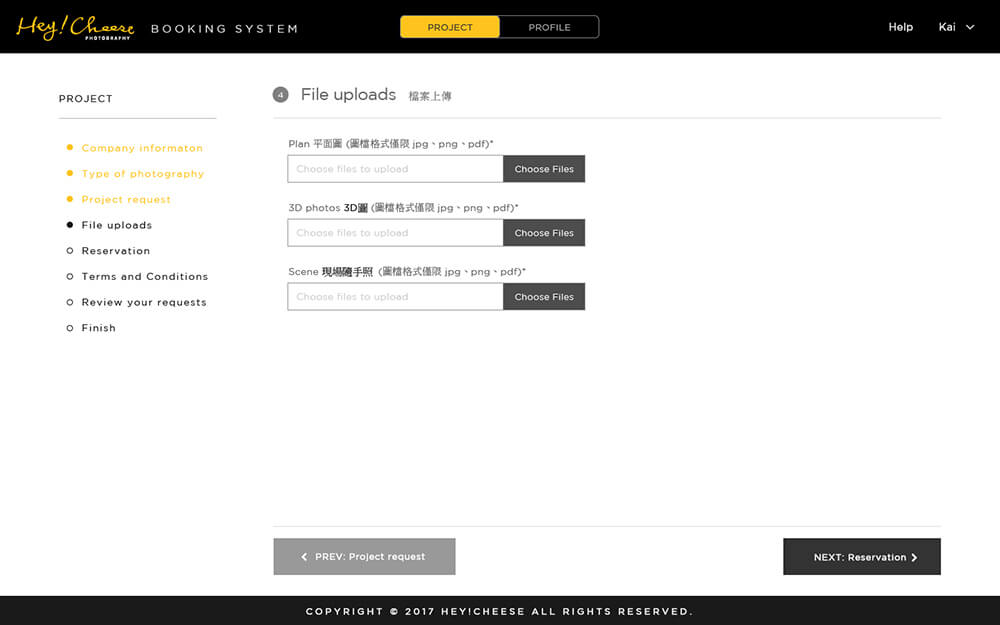 Hey! Cheese
PHOTOGRAPHY
BOOKING SYSTEM
PROJECT
PROFILE
Help
Kai
PROJECT
Company informaton
Type of photography
Project request
File uploads
Reservation
Terms and Conditions
Review your requests
Finish
4 File uploads 檔案上傳
Plan 平面圖 (圖檔格式僅限 jpg、png、pdf)*
Choose files to upload Choose Files
3D photos 3D圖 (圖檔格式僅限 jpg、png、pdf)*
Choose files to upload Choose Files
Scene 現場隨手照 (圖檔格式僅限 jpg、png、pdf)*
Choose files to upload Choose Files
PREV: Project request
NEXT: Reservation
COPYRIGHT © 2017 HEY!CHEESE ALL RIGHTS RESERVED.